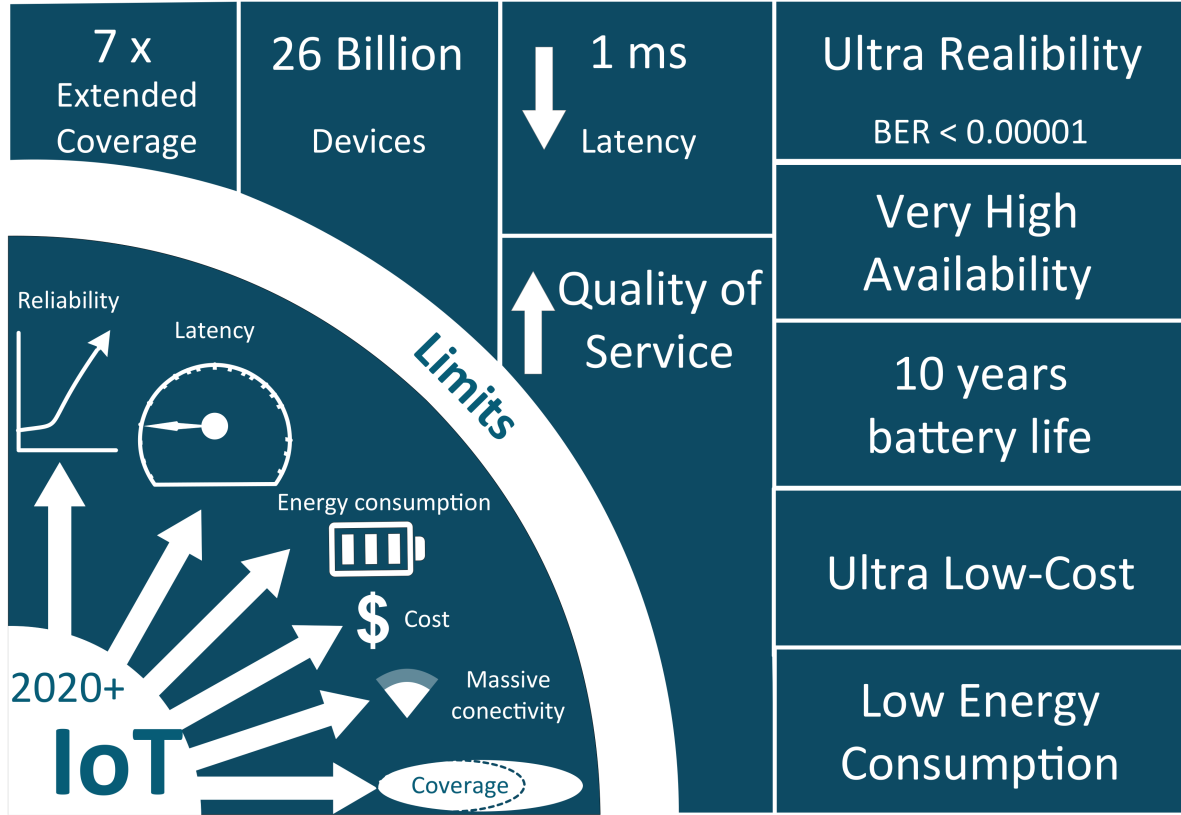 7 x
Extended
Coverage
26 Billion
Devices
1 ms
Latency
Ultra Realibility
BER < 0.00001
Very High
Availability
Quality of
Service
10 years
battery life
Ultra Low-Cost
Low Energy
Consumption
Limits
Reliability
Latency
Energy consumption
$ Cost
Massive
conectivity
Coverage
2020+
IoT